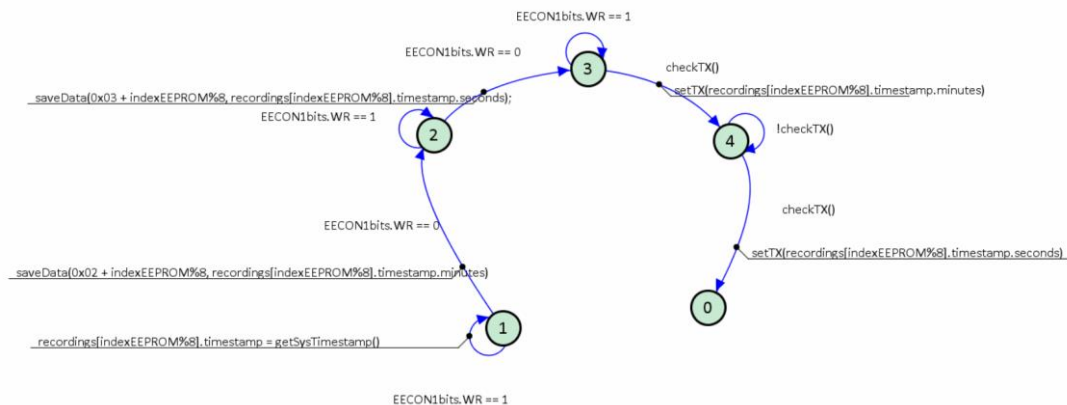 EECON1bits.WR == 1
EECON1bits.WR == 0
3
checkTX()
setTX(recordings[indexEEPROM%8].timestamp.minutes)
saveData(0x03 + indexEEPROM%8, recordings[indexEEPROM%8].timestamp.seconds);
EECON1bits.WR == 1
2
4
!checkTX()
checkTX()
EECON1bits.WR == 0
setTX(recordings[indexEEPROM%8].timestamp.seconds)
saveData(0x02 + indexEEPROM%8, recordings[indexEEPROM%8].timestamp.minutes)
0
1
recordings[indexEEPROM%8].timestamp = getSysTimestamp()
EECON1bits.WR == 1